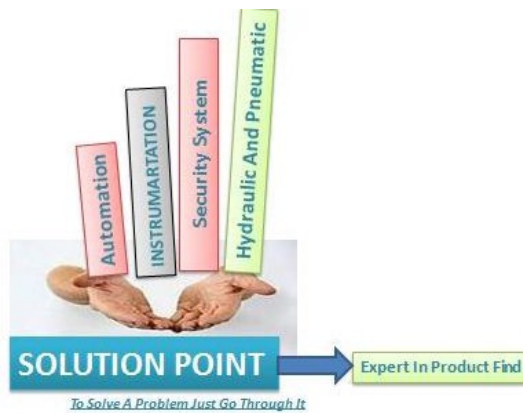 Automation
INSTRUMARTATION
Security System
Hydraulic And Pneumatic
SOLUTION POINT
Expert In Product Find
To Solve A Problem Just Go Through It